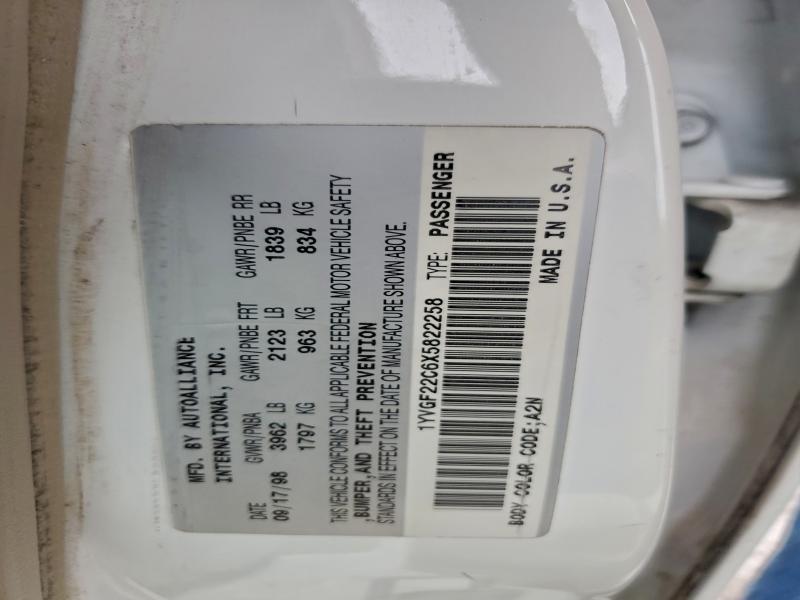 MFD. BY AUTOALLIANCE
INTERNATIONAL, INC.
DATE GVWR/PNBA GAWR/PNBE FRT GAWR/PNBE RR
09/17/98 3962 LB 2123 LB 1839 LB
1797 KG 963 KG 834 KG
THIS VEHICLE CONFORMS TO ALL APPLICABLE FEDERAL MOTOR VEHICLE SAFETY
,BUMPER,AND THEFT PREVENTION
STANDARDS IN EFFECT ON THE DATE OF MANUFACTURE SHOWN ABOVE.
1YVGF22C6X5822258 TYPE: PASSENGER
BODY COLOR CODE;A2N MADE IN U.S.A.